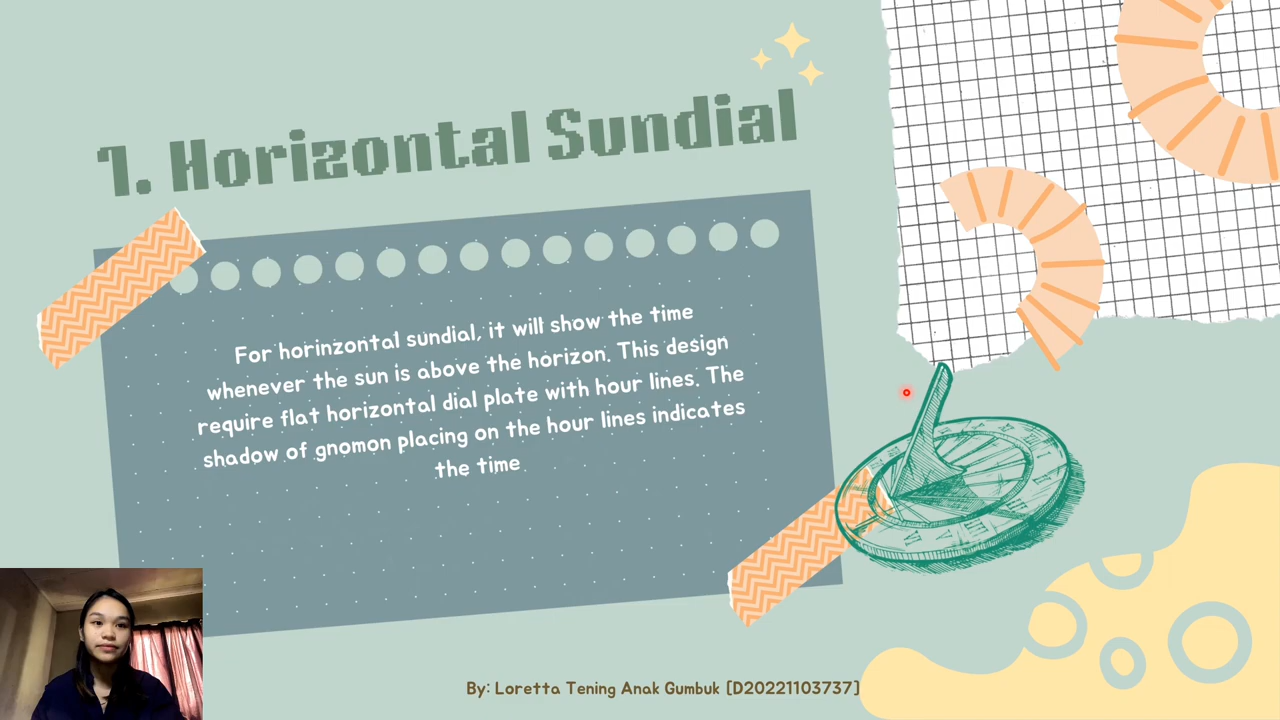 1. Horizontal Sundial
For horinzontal sundial, it will show the time
whenever the sun is above the horizon. This design
require flat horizontal dial plate with hour lines. The
shadow of gnomon placing on the hour lines indicates
the time
By: Loretta Tening Anak Gumbuk [D20221103737]